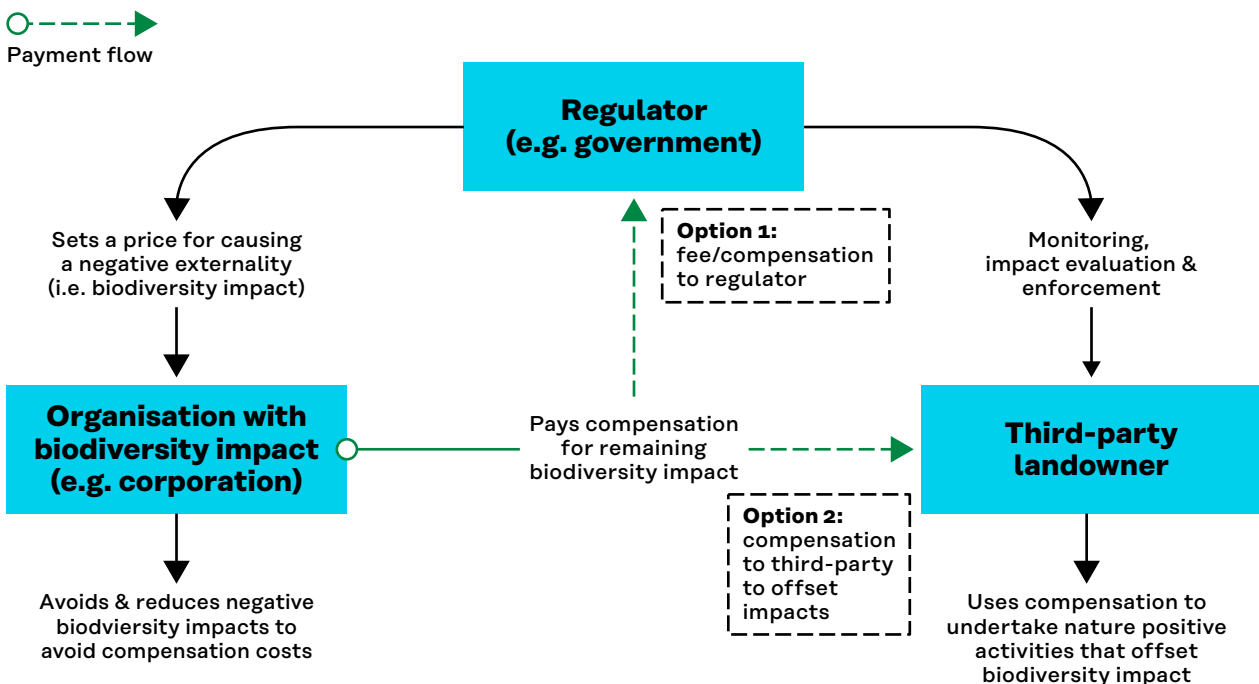 Payment flow
Regulator
(e.g. government)
Sets a price for causing
a negative externality
(i.e. biodiversity impact)
Option 1:
fee/compensation
to regulator
Monitoring,
impact evaluation &
enforcement
Organisation with
biodiversity impact
(e.g. corporation)
Pays compensation
for remaining
biodiversity impact
Third-party
landowner
Option 2:
compensation
to third-party
to offset
impacts
Avoids & reduces negative
biodviersity impacts to
avoid compensation costs
Uses compensation to
undertake nature positive
activities that offset
biodiversity impact